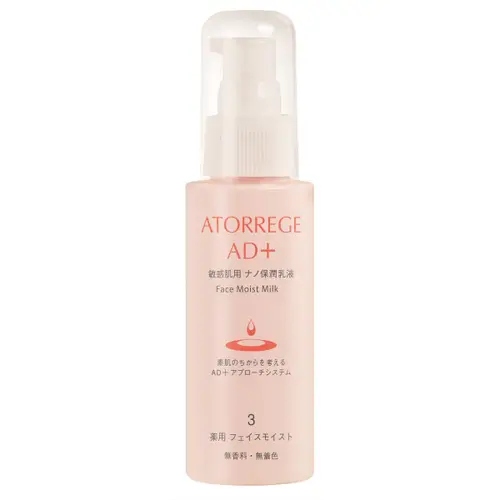 ATORREGE
AD+
敏感肌用 ナノ保潤乳液
Face Moist Milk
素肌のちからを考える
AD+ アプローチシステム
3
薬用 フェイスモイスト
無香料・無着色